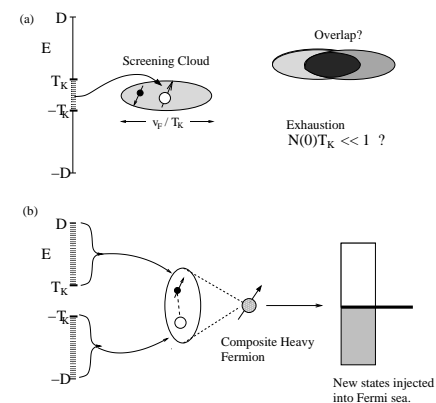 (a)
D
E
T_K
−T_K
−D
Screening Cloud
v_F / T_K
Overlap?
Exhaustion
N(0)T_K << 1 ?
(b)
D
E
T_K
−T_K
−D
Composite Heavy
Fermion
New states injected
into Fermi sea.